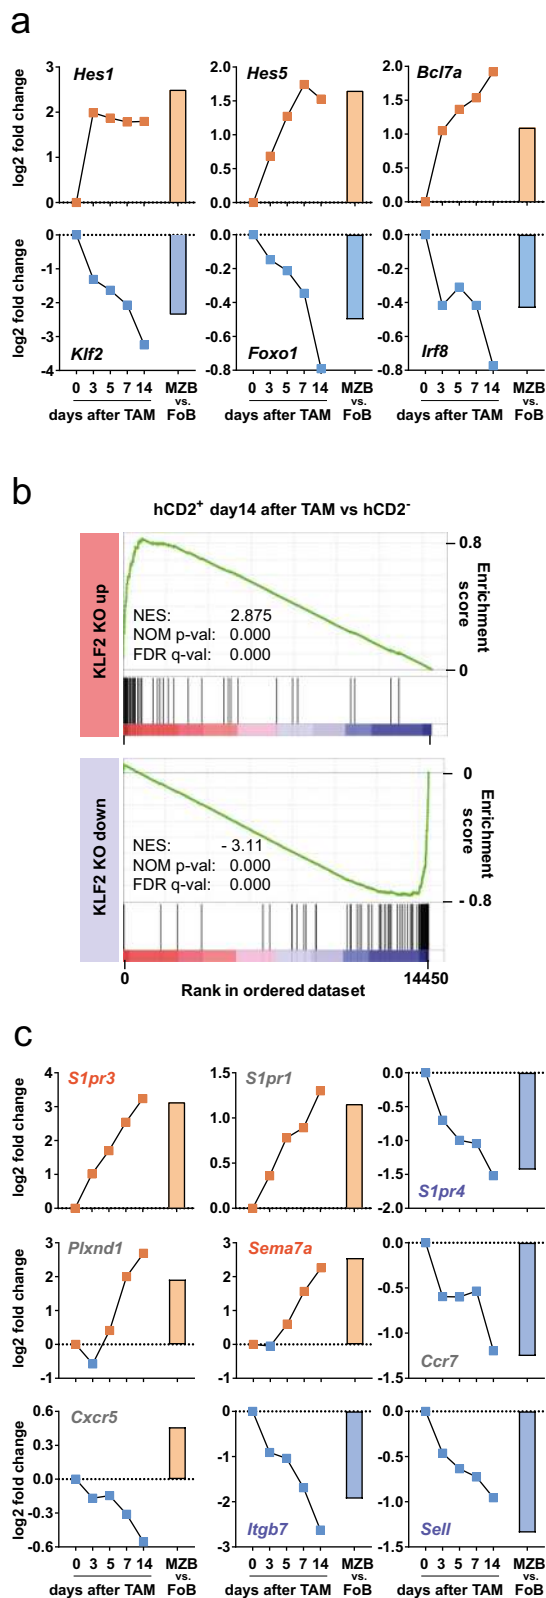 a
Hes1
Hes5
Bcl7a
log2 fold change
3
2
1
0
2.0
1.5
1.0
0.5
0.0
2.0
1.5
1.0
0.5
0.0
log2 fold change
0
-1
-2
-3
-4
0.0
-0.2
-0.4
-0.6
-0.8
0.0
-0.2
-0.4
-0.6
-0.8
Klf2
Foxo1
Irf8
0 3 5 7 14 MZB vs. FoB
days after TAM
0 3 5 7 14 MZB vs. FoB
days after TAM
0 3 5 7 14 MZB vs. FoB
days after TAM
b
hCD2+ day14 after TAM vs hCD2-
KLF2 KO up
NES: 2.875
NOM p-val: 0.000
FDR q-val: 0.000
0.8
0
Enrichment
score
KLF2 KO down
NES: - 3.11
NOM p-val: 0.000
FDR q-val: 0.000
0
- 0.8
Enrichment
score
0 14450
Rank in ordered dataset
c
S1pr3
S1pr1
S1pr4
log2 fold change
4
3
2
1
0
1.5
1.0
0.5
0.0
0.0
-0.5
-1.0
-1.5
-2.0
Plxnd1
Sema7a
Ccr7
log2 fold change
3
2
1
0
-1
3
2
1
0
-1
0.0
-0.5
-1.0
-1.5
Cxcr5
Itgb7
Sell
log2 fold change
0.6
0.3
0.0
-0.3
-0.6
0
-1
-2
-3
0.0
-0.5
-1.0
-1.5
0 3 5 7 14 MZB vs. FoB
days after TAM
0 3 5 7 14 MZB vs. FoB
days after TAM
0 3 5 7 14 MZB vs. FoB
days after TAM